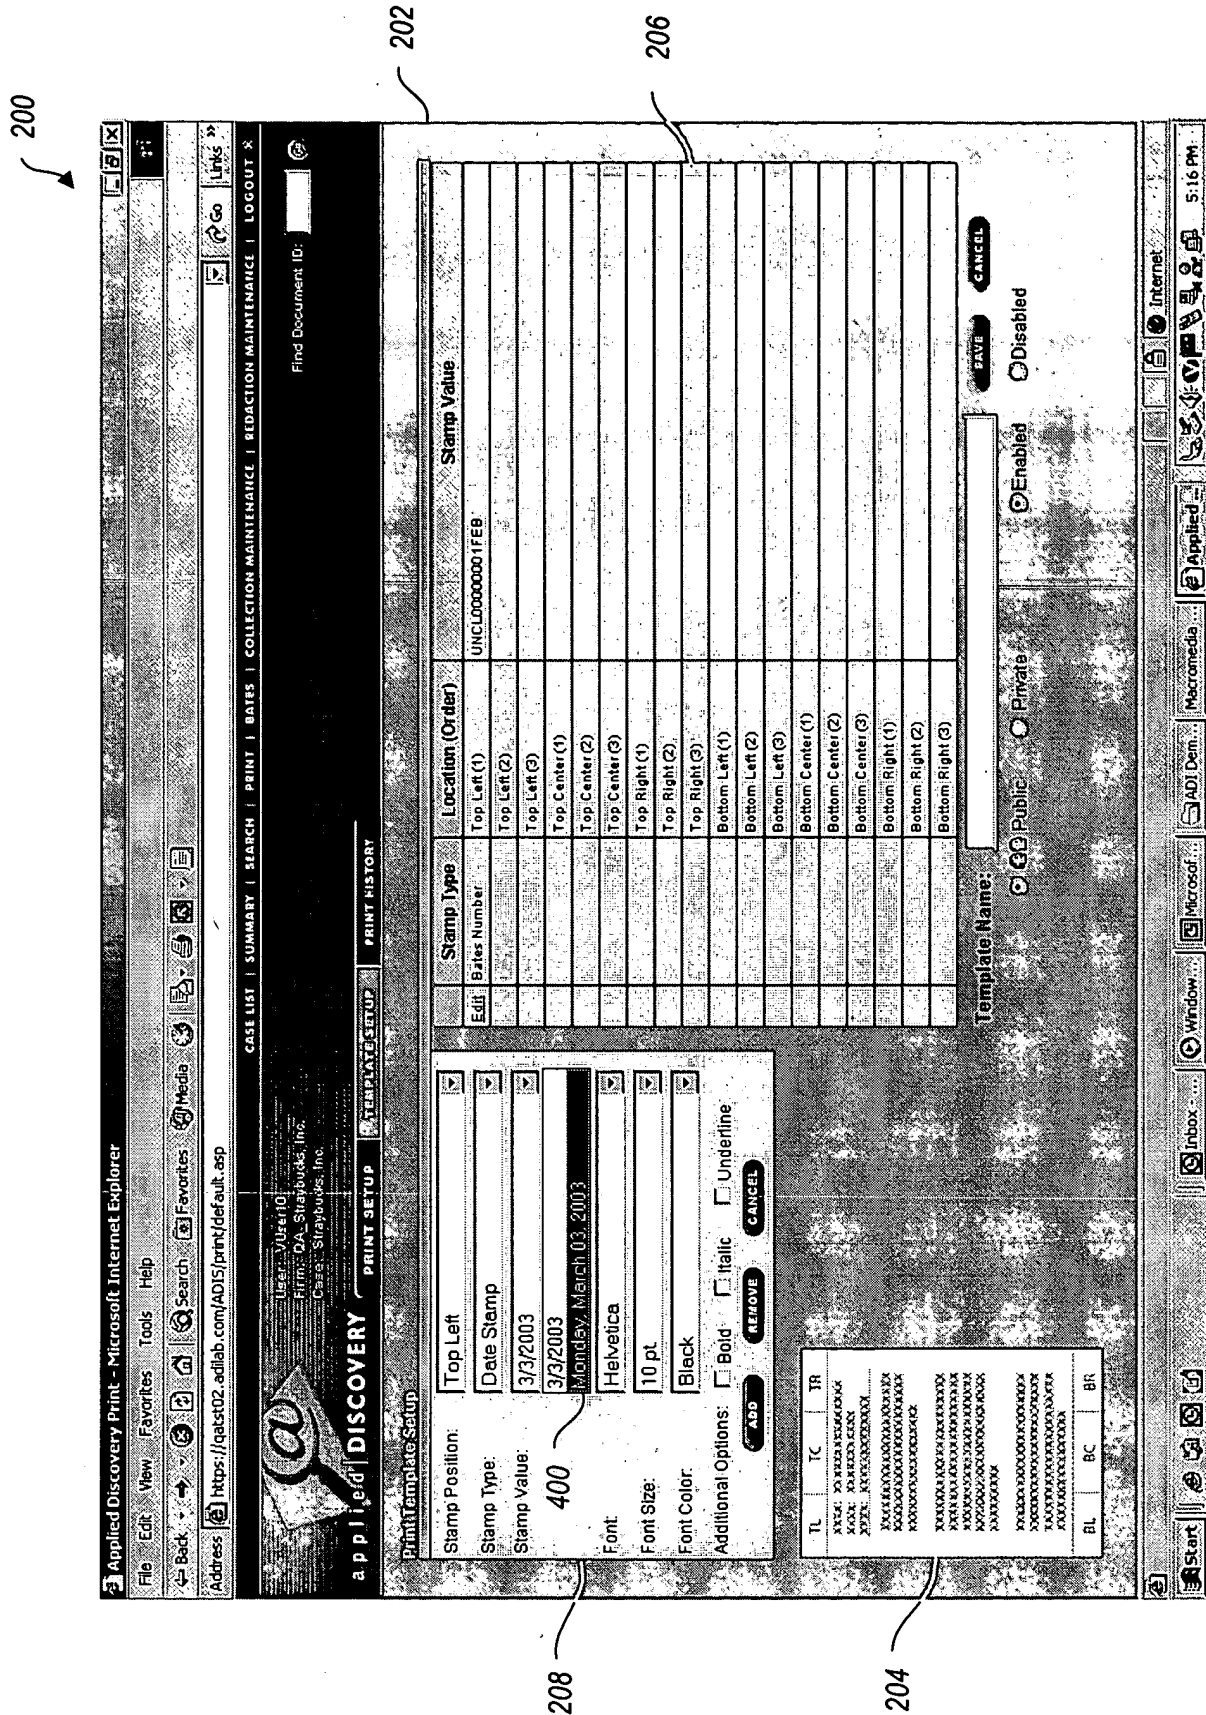 200
Applied Discovery Print - Microsoft Internet Explorer
File Edit View Favorites Tools Help
Back Search Favorites Media
Address https://qatst02.adilab.com/ADIS/print/default.asp Go Links »
CASE LIST | SUMMARY | SEARCH | PRINT | BATES | COLLECTION MAINTENANCE | REDACTION MAINTENANCE | LOGOUT X
Firm: QA_Straybucks, Inc.
Case: Straybucks, Inc.
Find Document ID:
applied DISCOVERY
PRINT SETUP TEMPLATE SETUP PRINT HISTORY
202
Print Template Setup
Stamp Position: Top Left
Stamp Type: Date Stamp
Stamp Value: 3/3/2003
3/3/2003
Monday, March 03, 2003
400
Font: Helvetica
Font Size: 10 pt
Font Color: Black
Additional Options: Bold Italic Underline
ADD REMOVE CANCEL
208
Stamp Type Location (Order) Stamp Value
Edit Bates Number Top Left (1) UNCL00000001FEB
Top Left (2)
Top Left (3)
Top Center (1)
Top Center (2)
Top Center (3)
Top Right (1)
Top Right (2)
Top Right (3)
Bottom Left (1)
Bottom Left (2)
Bottom Left (3)
Bottom Center (1)
Bottom Center (2)
Bottom Center (3)
Bottom Right (1)
Bottom Right (2)
Bottom Right (3)
206
Template Name: SAVE CANCEL
Public Private Enabled Disabled
TL TC TR
BL BC BR
204
Internet
Start Inbox - ... Window... Microsof ... ADI Dem... Macromedia ... Applied ... 5:16 PM